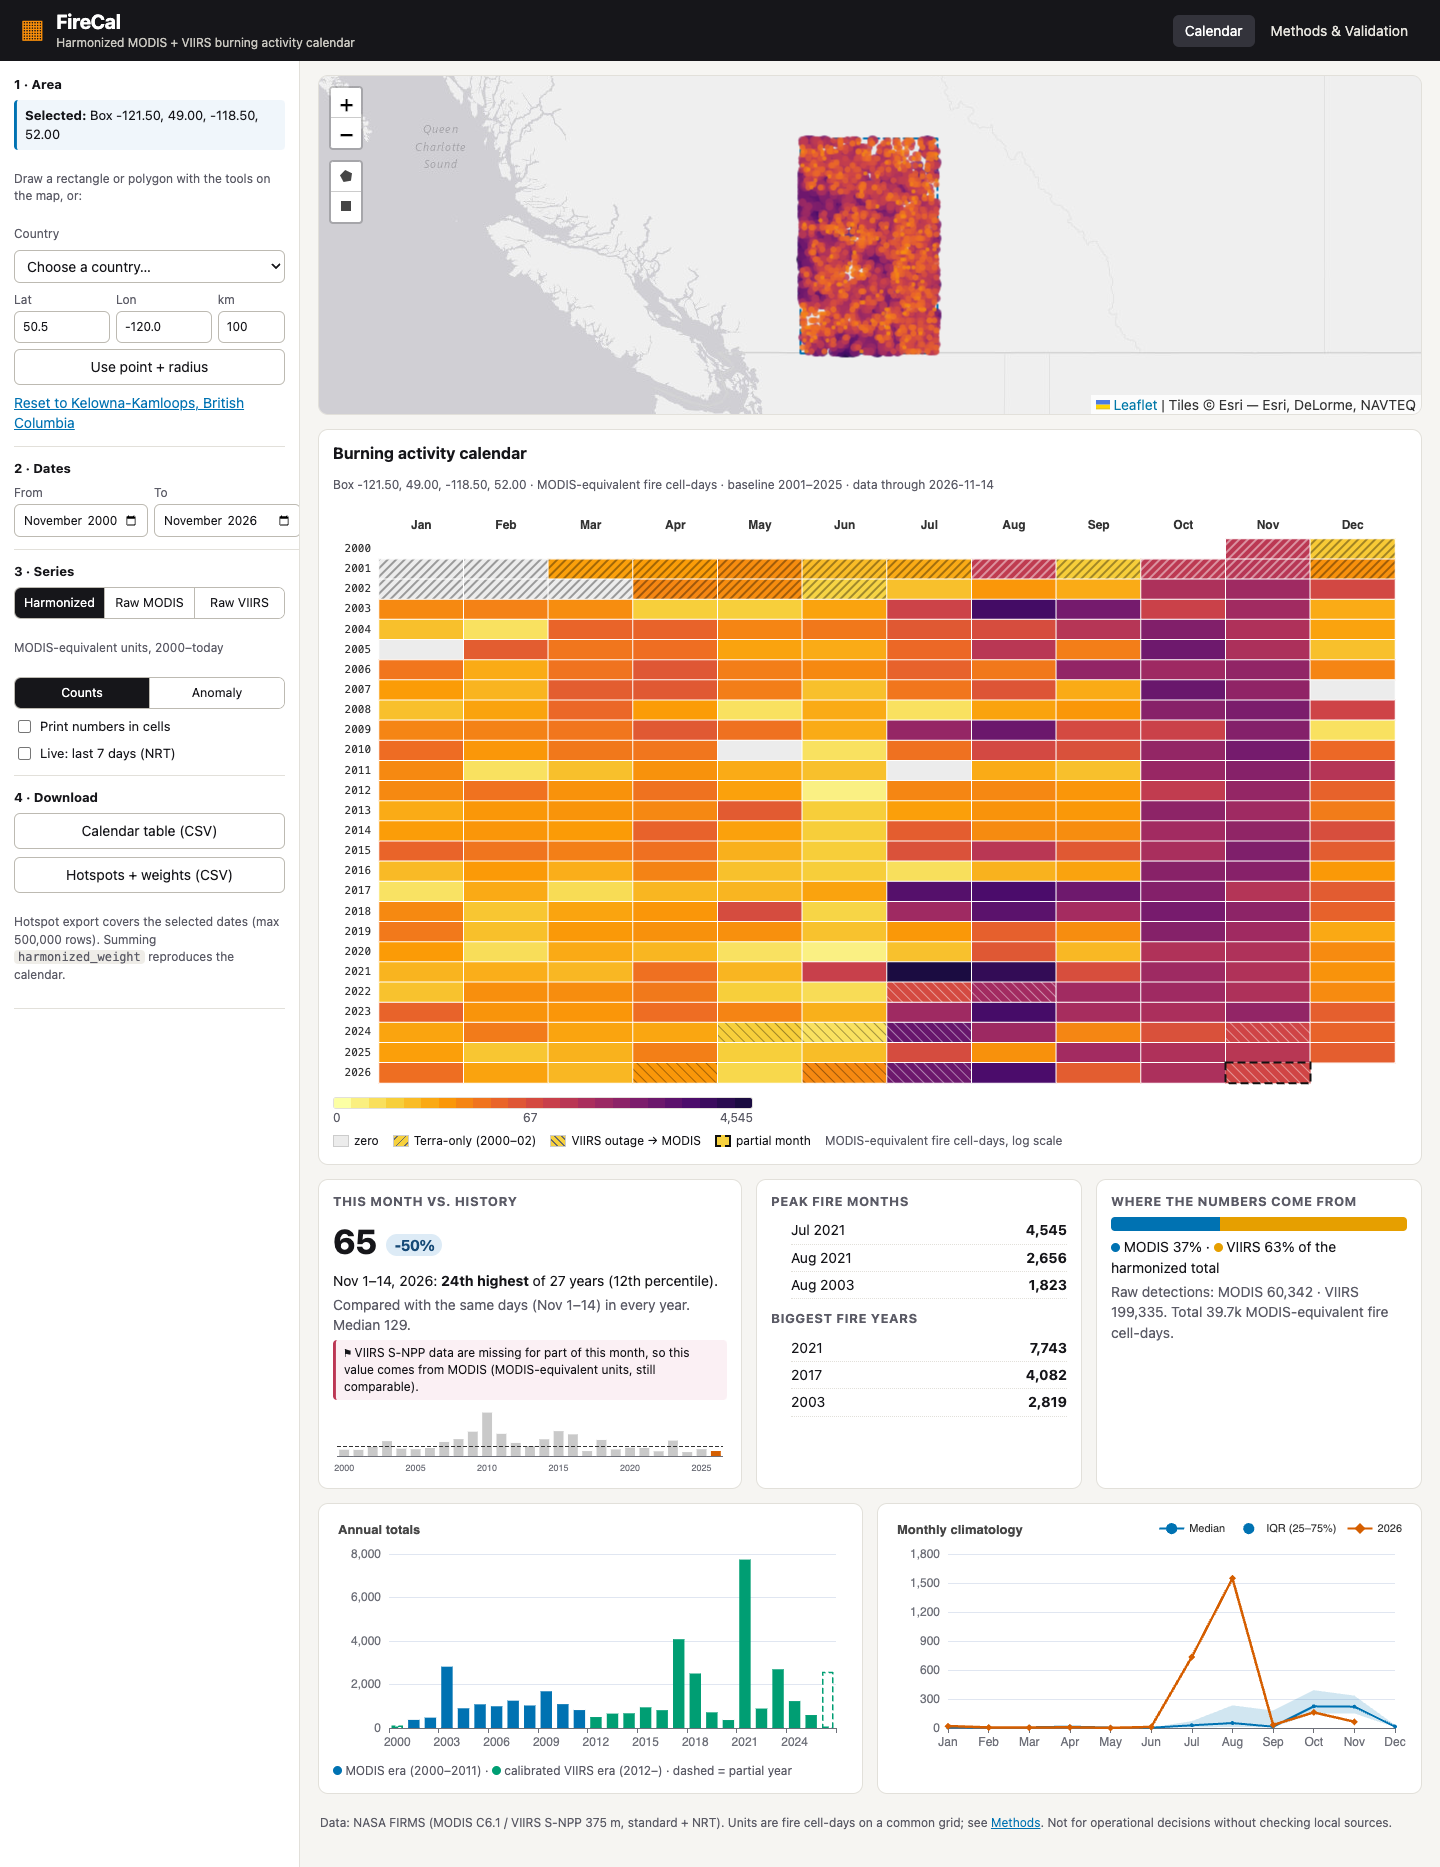 FireCal
Harmonized MODIS + VIIRS burning activity calendar
Calendar
Methods & Validation
1 · Area
Selected: Box -121.50, 49.00, -118.50,
52.00
Draw a rectangle or polygon with the tools on
the map, or:
Country
Choose a country...
Lat Lon km
50.5 -120.0 100
Use point + radius
Reset to Kelowna-Kamloops, British
Columbia
2 · Dates
From To
November 2000 November 2026
3 · Series
Harmonized Raw MODIS Raw VIIRS
MODIS-equivalent units, 2000–today
Counts Anomaly
Print numbers in cells
Live: last 7 days (NRT)
4 · Download
Calendar table (CSV)
Hotspots + weights (CSV)
Hotspot export covers the selected dates (max
500,000 rows). Summing
harmonized_weight reproduces the
calendar.
+
−
Queen
Charlotte
Sound
Leaflet | Tiles © Esri — Esri, DeLorme, NAVTEQ
Burning activity calendar
Box -121.50, 49.00, -118.50, 52.00 · MODIS-equivalent fire cell-days · baseline 2001–2025 · data through 2026-11-14
Jan Feb Mar Apr May Jun Jul Aug Sep Oct Nov Dec
2000
2001
2002
2003
2004
2005
2006
2007
2008
2009
2010
2011
2012
2013
2014
2015
2016
2017
2018
2019
2020
2021
2022
2023
2024
2025
2026
0 67 4,545
zero Terra-only (2000–02) VIIRS outage → MODIS partial month MODIS-equivalent fire cell-days, log scale
THIS MONTH VS. HISTORY
65 -50%
Nov 1–14, 2026: 24th highest of 27 years (12th percentile).
Compared with the same days (Nov 1–14) in every year.
Median 129.
⚑ VIIRS S-NPP data are missing for part of this month, so this
value comes from MODIS (MODIS-equivalent units, still
comparable).
2000 2005 2010 2015 2020 2025
PEAK FIRE MONTHS
Jul 2021 4,545
Aug 2021 2,656
Aug 2003 1,823
BIGGEST FIRE YEARS
2021 7,743
2017 4,082
2003 2,819
WHERE THE NUMBERS COME FROM
MODIS 37% · VIIRS 63% of the
harmonized total
Raw detections: MODIS 60,342 · VIIRS
199,335. Total 39.7k MODIS-equivalent fire
cell-days.
Annual totals
8,000
6,000
4,000
2,000
0
2000 2003 2006 2009 2012 2015 2018 2021 2024
MODIS era (2000–2011) · calibrated VIIRS era (2012–) · dashed = partial year
Monthly climatology
Median IQR (25–75%) 2026
1,800
1,500
1,200
900
600
300
0
Jan Feb Mar Apr May Jun Jul Aug Sep Oct Nov Dec
Data: NASA FIRMS (MODIS C6.1 / VIIRS S-NPP 375 m, standard + NRT). Units are fire cell-days on a common grid; see Methods. Not for operational decisions without checking local sources.